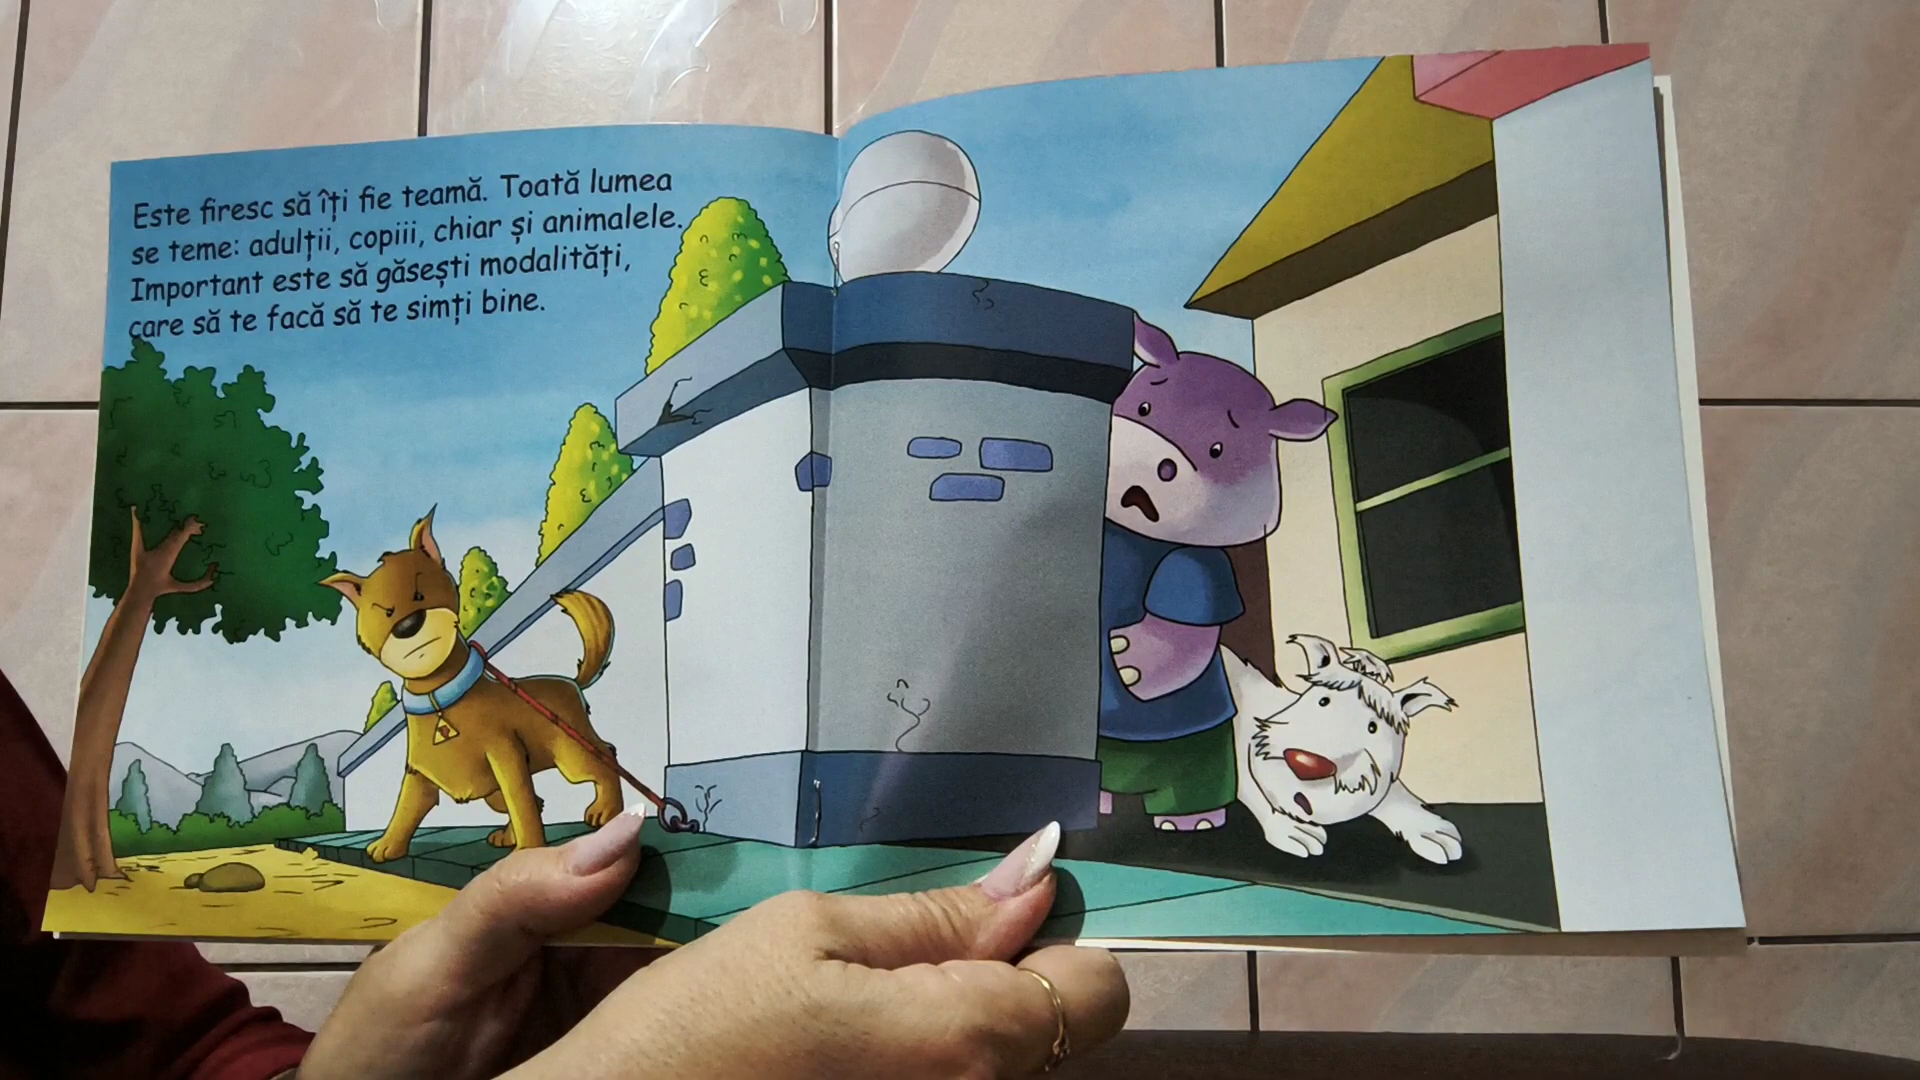 Este firesc să îți fie teamă. Toată lumea
se teme: adulții, copiii, chiar și animalele.
Important este să găsești modalități,
care să te facă să te simți bine.